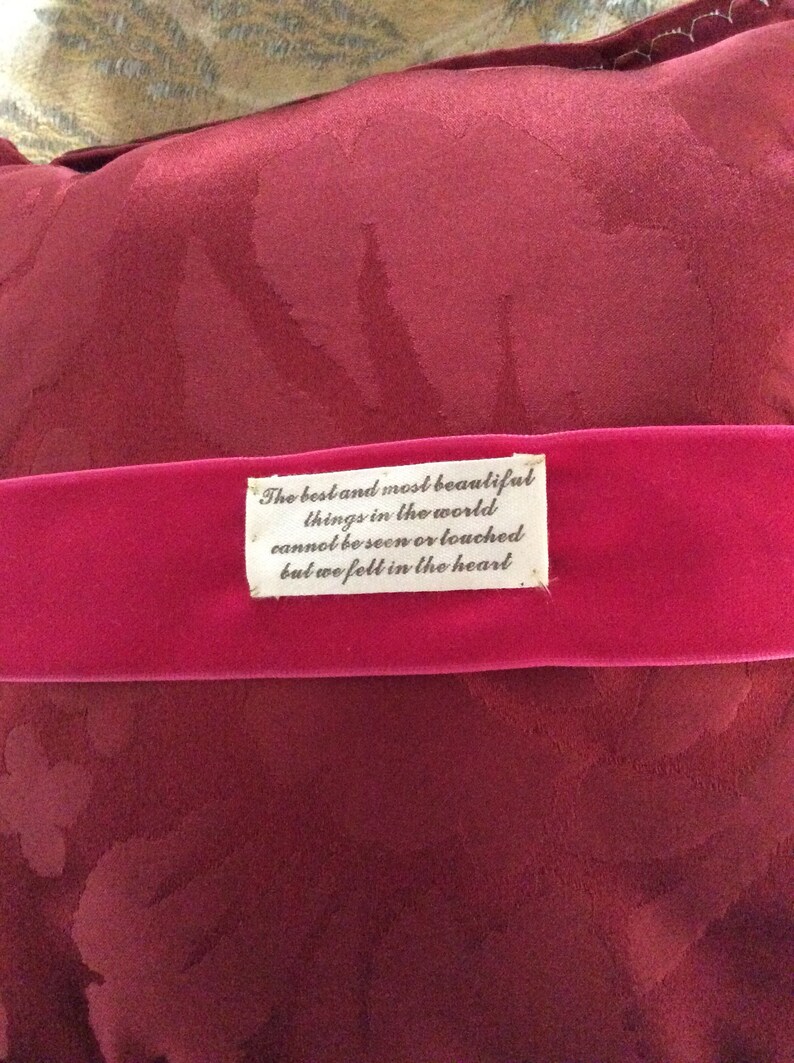 The best and most beautiful
things in the world
cannot be seen or touched
but we felt in the heart